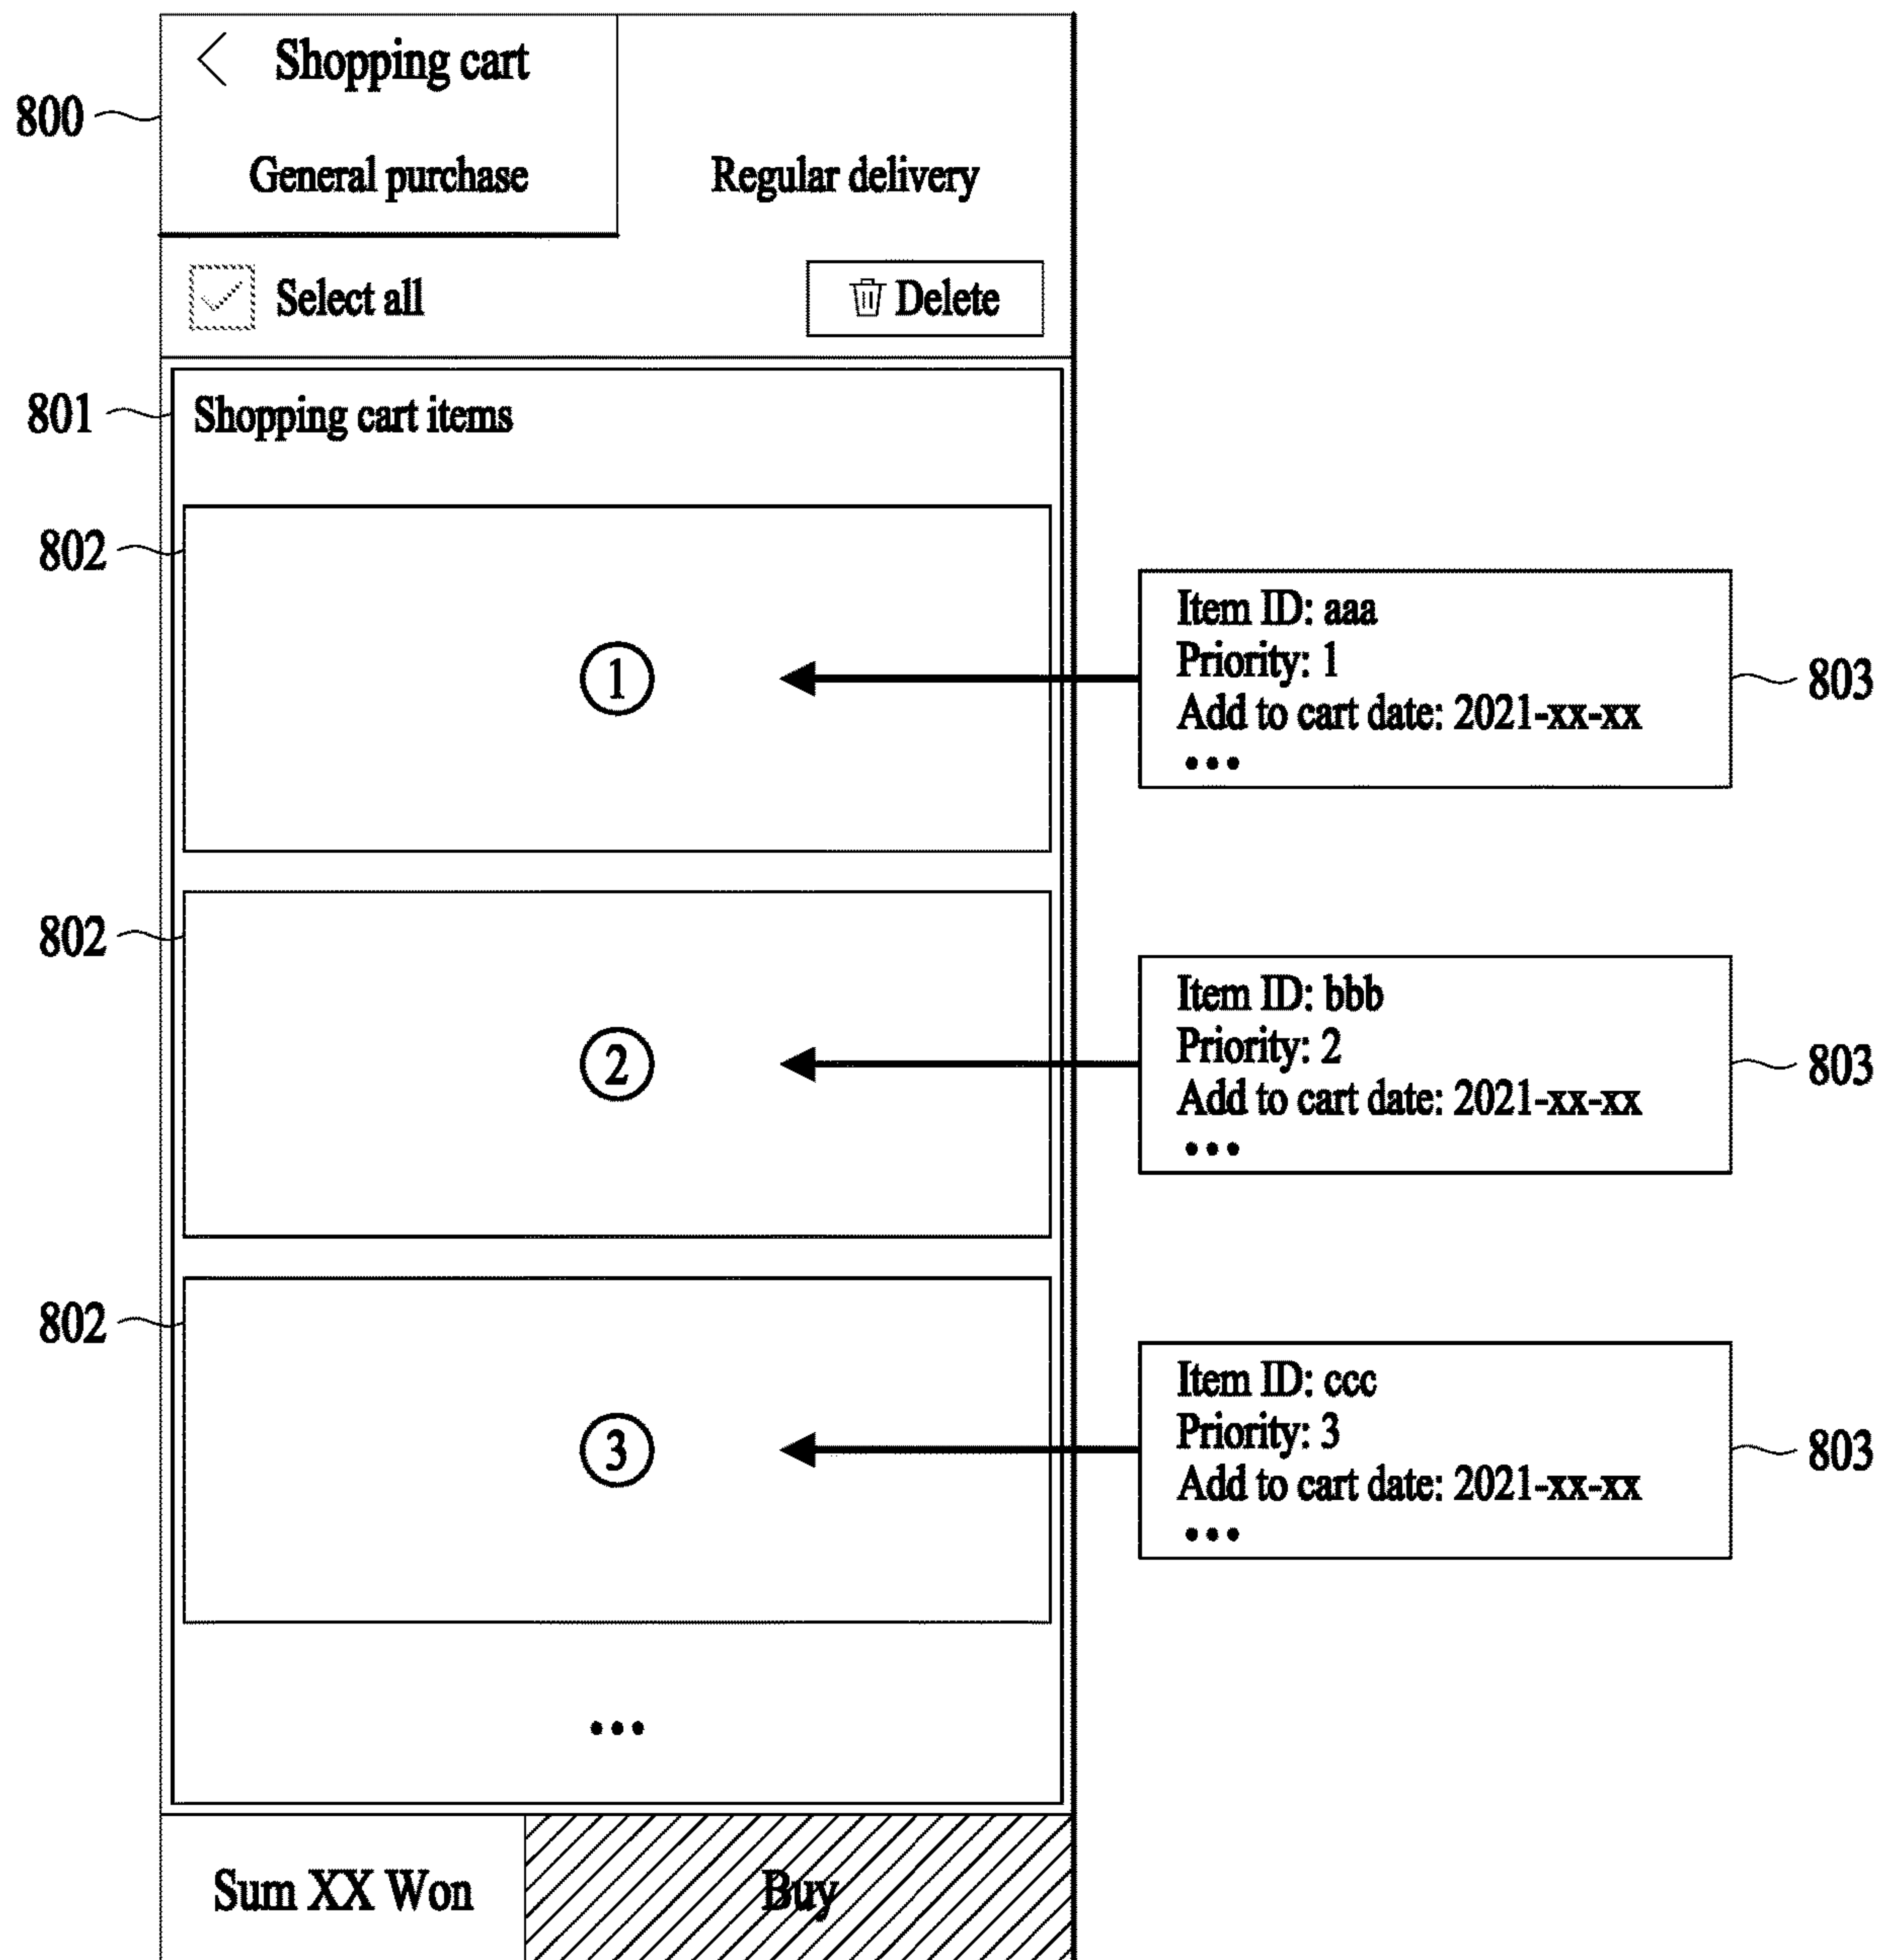 Shopping cart
800
General purchase
Regular delivery
Select all
Delete
801
Shopping cart items
802
1
Item ID: aaa
Priority: 1
Add to cart date: 2021-xx-xx
•••
803
802
2
Item ID: bbb
Priority: 2
Add to cart date: 2021-xx-xx
•••
803
802
3
Item ID: ccc
Priority: 3
Add to cart date: 2021-xx-xx
•••
803
•••
Sum XX Won
Buy